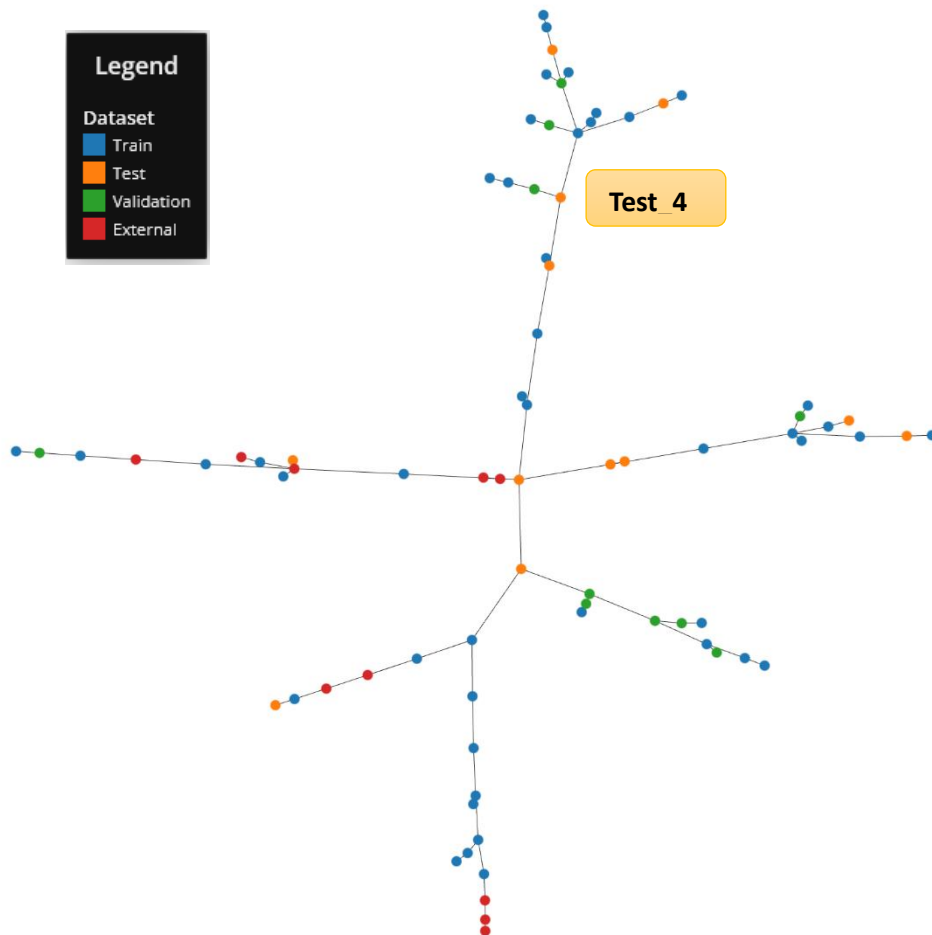 Legend
Dataset
Train
Test
Validation
External
Test_4